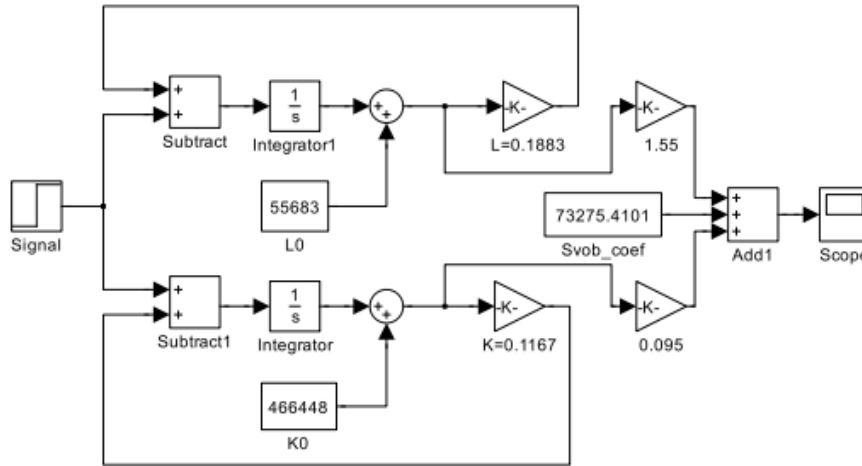 +
+
Subtract
1
s
Integrator1
+
+
-K-
L=0.1883
-K-
1.55
55683
L0
Signal
73275.4101
Svob_coef
+
+
+
Add1
Scope
+
+
Subtract1
1
s
Integrator
+
+
-K-
K=0.1167
-K-
0.095
466448
K0